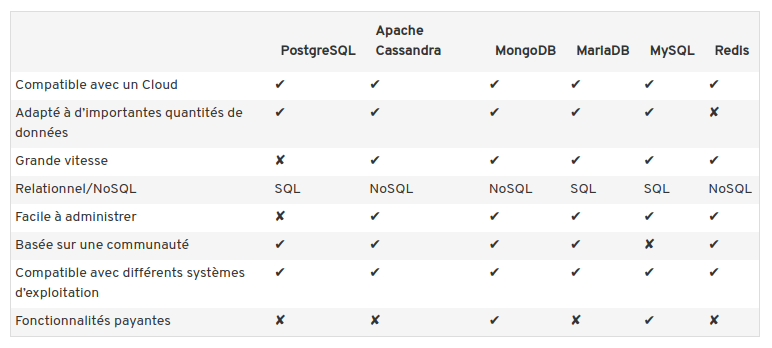 PostgreSQL Apache Cassandra MongoDB MariaDB MySQL Redis
Compatible avec un Cloud ✔ ✔ ✔ ✔ ✔ ✔
Adapté à d'importantes quantités de
données ✔ ✔ ✔ ✔ ✔ ✘
Grande vitesse ✘ ✔ ✔ ✔ ✔ ✔
Relationnel/NoSQL SQL NoSQL NoSQL SQL SQL NoSQL
Facile à administrer ✘ ✔ ✔ ✔ ✔ ✔
Basée sur une communauté ✔ ✔ ✔ ✔ ✘ ✔
Compatible avec différents systèmes
d'exploitation ✔ ✔ ✔ ✔ ✔ ✔
Fonctionnalités payantes ✘ ✘ ✔ ✘ ✔ ✘